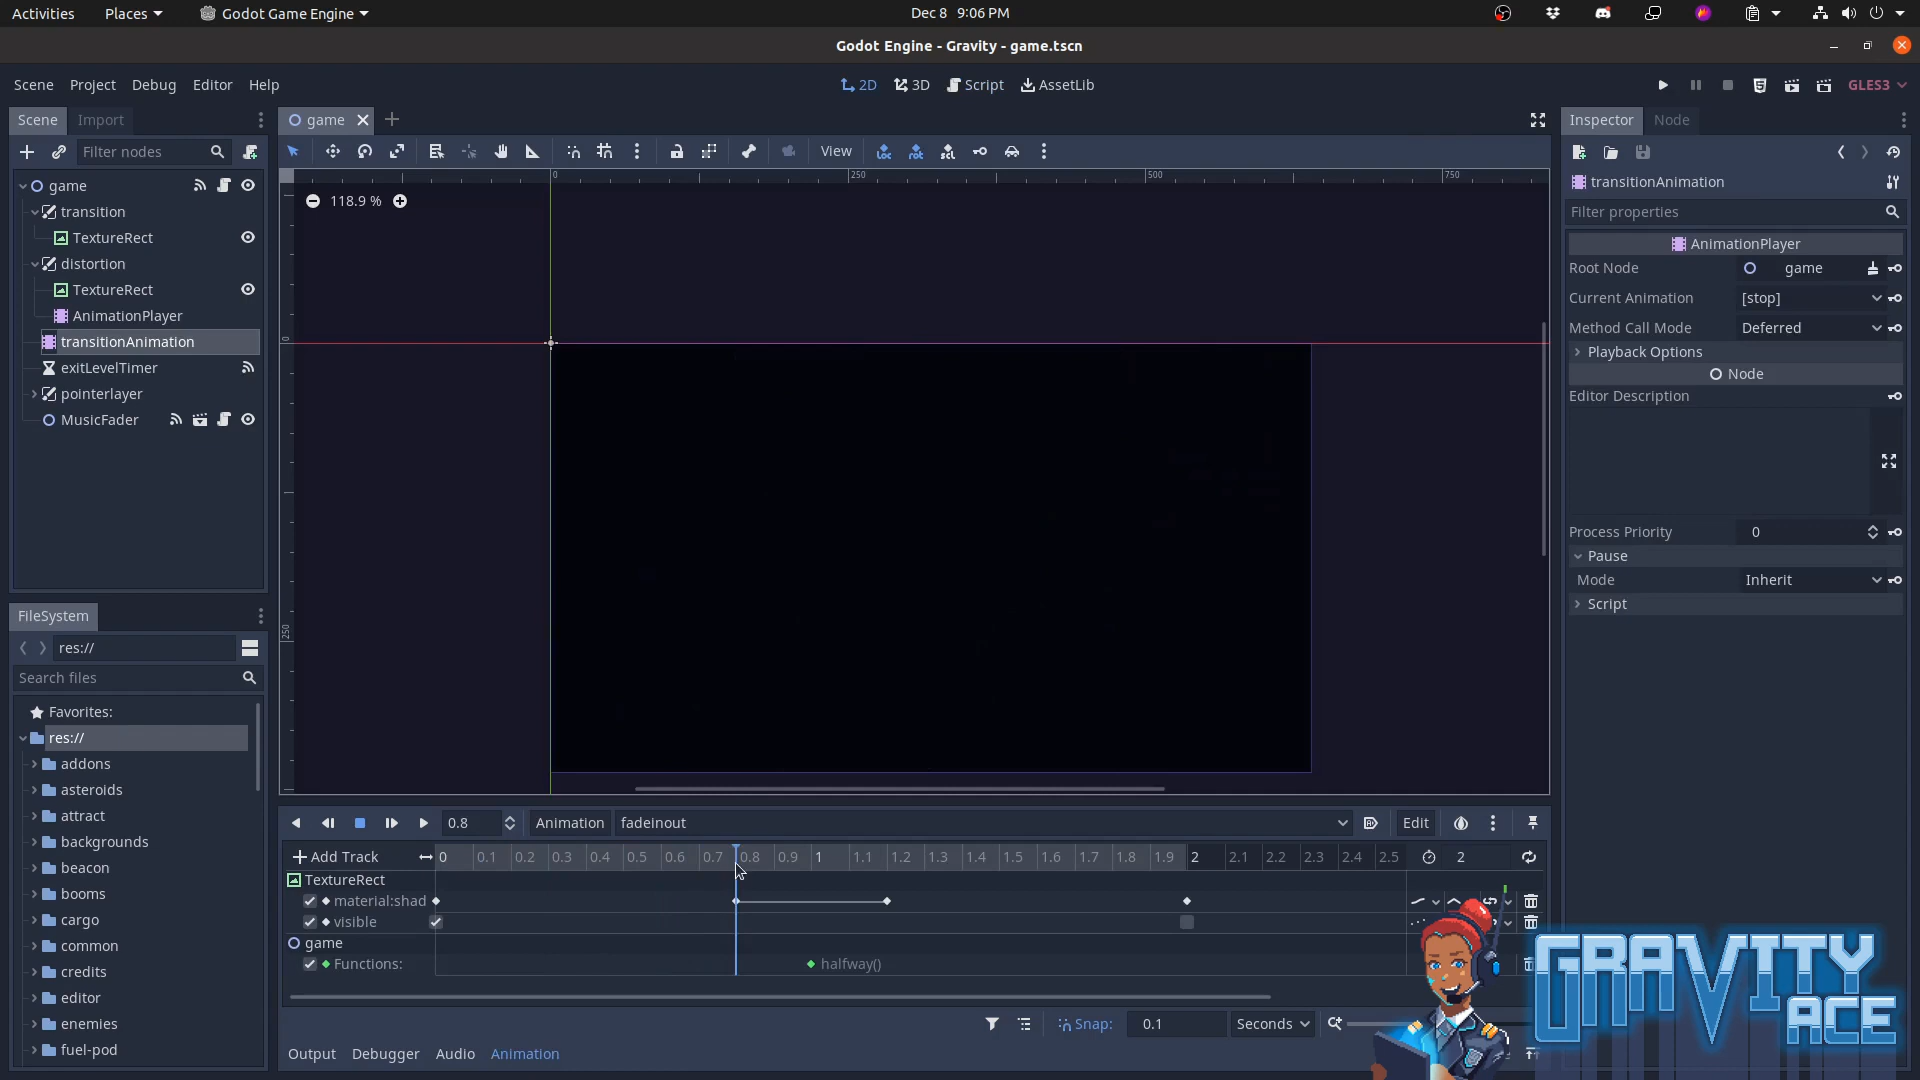 Activities Places Godot Game Engine Dec 8 9:06 PM
Godot Engine - Gravity - game.tscn
Scene Project Debug Editor Help 2D 3D Script AssetLib GLES3
Scene Import game Inspector Node
Filter nodes View
0 250 500 750
game 118.9 % transitionAnimation
transition Filter properties
TextureRect AnimationPlayer
distortion Root Node game
TextureRect Current Animation [stop]
AnimationPlayer Method Call Mode Deferred
transitionAnimation 0 Playback Options
exitLevelTimer Node
pointerlayer Editor Description
MusicFader
Process Priority 0
Pause
Mode Inherit
Script
FileSystem 250
res://
Search files
Favorites:
res://
addons
asteroids
attract 0.8 Animation fadeinout Edit
backgrounds Add Track 0 0.1 0.2 0.3 0.4 0.5 0.6 0.7 0.8 0.9 1 1.1 1.2 1.3 1.4 1.5 1.6 1.7 1.8 1.9 2 2.1 2.2 2.3 2.4 2.5 2
beacon TextureRect
booms material:shad
cargo visible
common game
credits Functions: halfway()
editor
enemies Snap: 0.1 Seconds
fuel-pod Output Debugger Audio Animation
GRAVITY
ACE